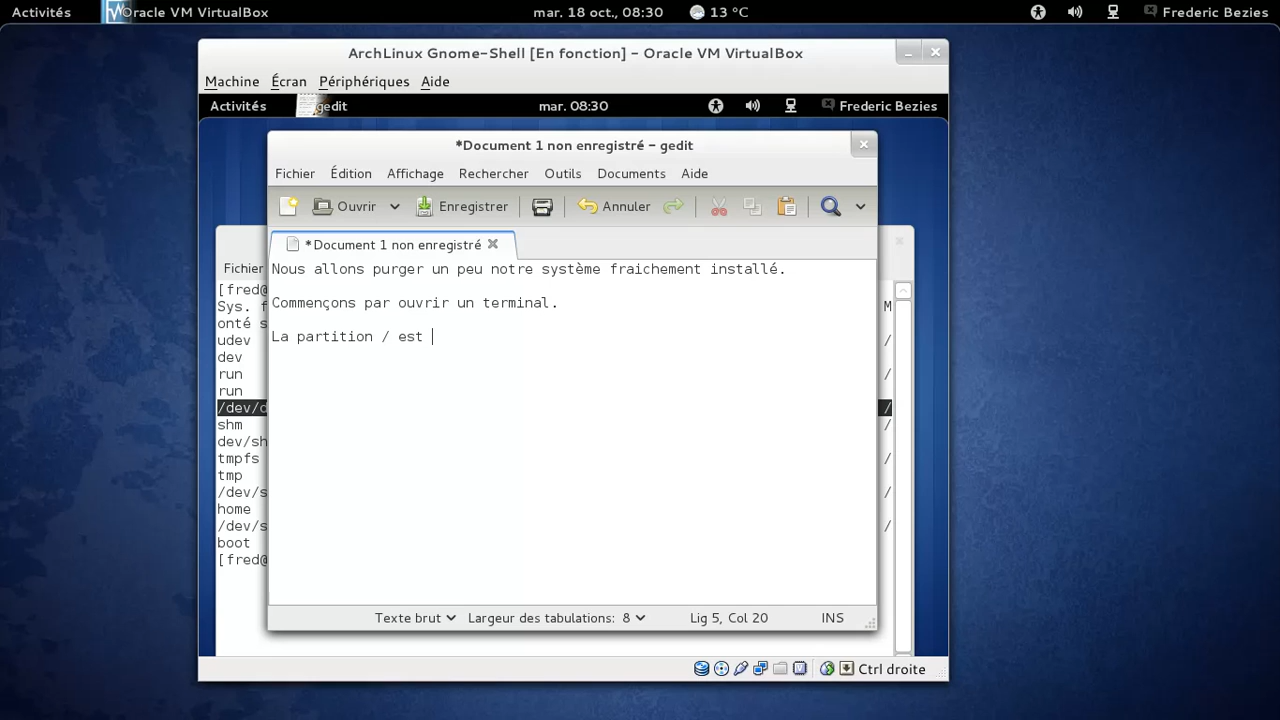 Activités
Oracle VM VirtualBox
mar. 18 oct., 08:30
13 °C
Frederic Bezies
ArchLinux Gnome-Shell [En fonction] - Oracle VM VirtualBox
Machine Écran Périphériques Aide
Activités
gedit
mar. 08:30
Frederic Bezies
*Document 1 non enregistré - gedit
Fichier Édition Affichage Rechercher Outils Documents Aide
Ouvrir Enregistrer Annuler
*Document 1 non enregistré
Nous allons purger un peu notre système fraichement installé.
Commençons par ouvrir un terminal.
La partition / est
Fichier
[fred@
Sys. f M
onté s
udev /
dev
run /
run
/dev/d /
shm /
dev/sh
tmpfs /
tmp
/dev/s /
home
/dev/s /
boot
[fred@
Texte brut Largeur des tabulations: 8 Lig 5, Col 20 INS
Ctrl droite